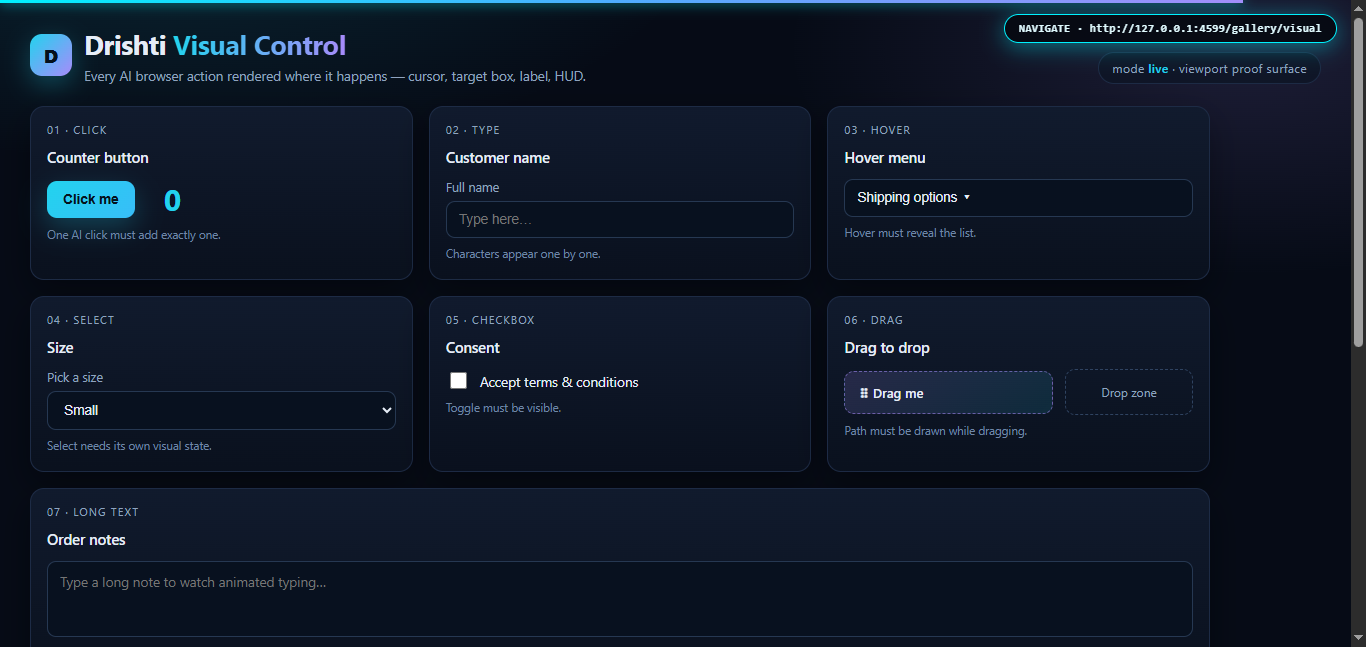 NAVIGATE · http://127.0.0.1:4599/gallery/visual
D
Drishti Visual Control
Every AI browser action rendered where it happens — cursor, target box, label, HUD.
mode live · viewport proof surface
01 · CLICK
Counter button
Click me
0
One AI click must add exactly one.
02 · TYPE
Customer name
Full name
Type here…
Characters appear one by one.
03 · HOVER
Hover menu
Shipping options ▾
Hover must reveal the list.
04 · SELECT
Size
Pick a size
Small
Select needs its own visual state.
05 · CHECKBOX
Consent
Accept terms & conditions
Toggle must be visible.
06 · DRAG
Drag to drop
⠿ Drag me
Drop zone
Path must be drawn while dragging.
07 · LONG TEXT
Order notes
Type a long note to watch animated typing…